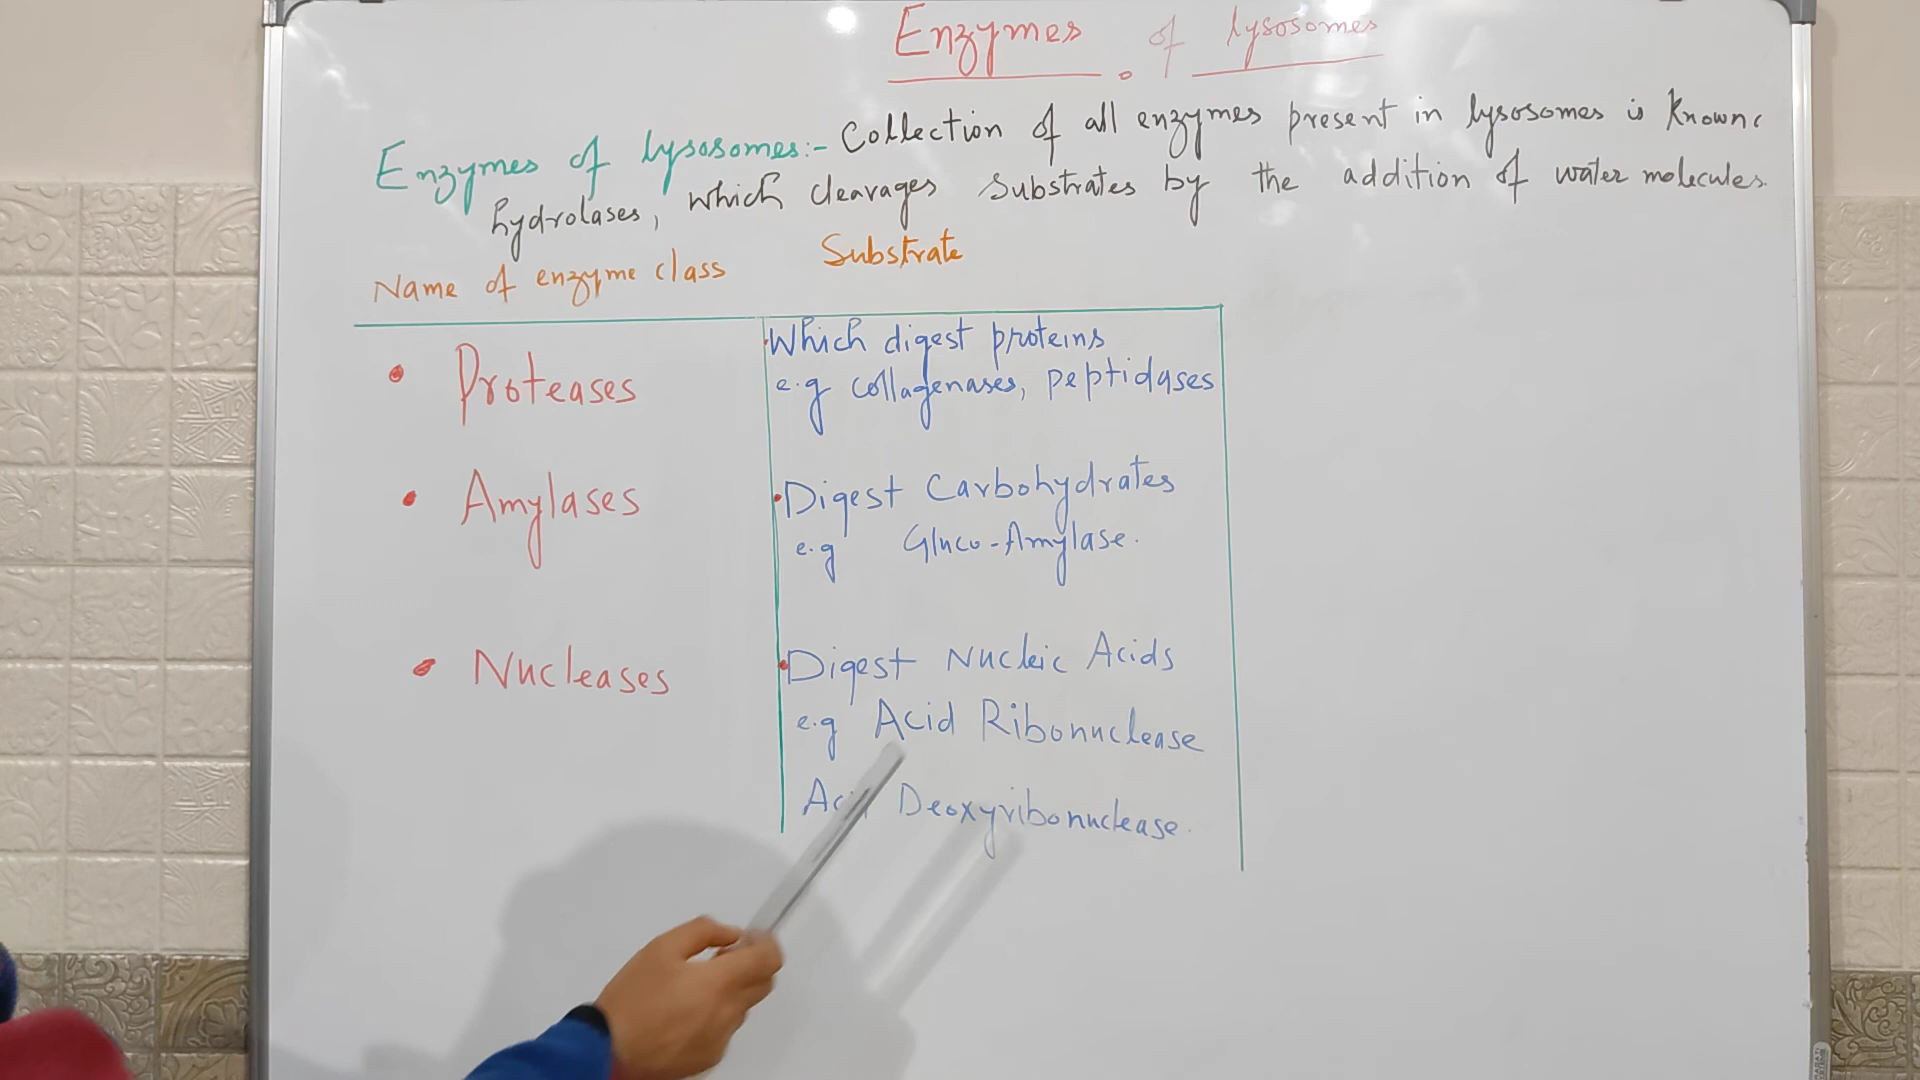 Enzymes of lysosomes
Enzymes of lysosomes:- Collection of all enzymes present in lysosomes is known
hydrolases, which cleavages substrates by the addition of water molecules.
Name of enzyme class Substrate
• Proteases
Which digest proteins
e.g collagenases, peptidases
• Amylases
• Digest Carbohydrates
e.g Gluco-Amylase.
• Nucleases
• Digest Nucleic Acids
e.g Acid Ribonuclease
Deoxyribonuclease.